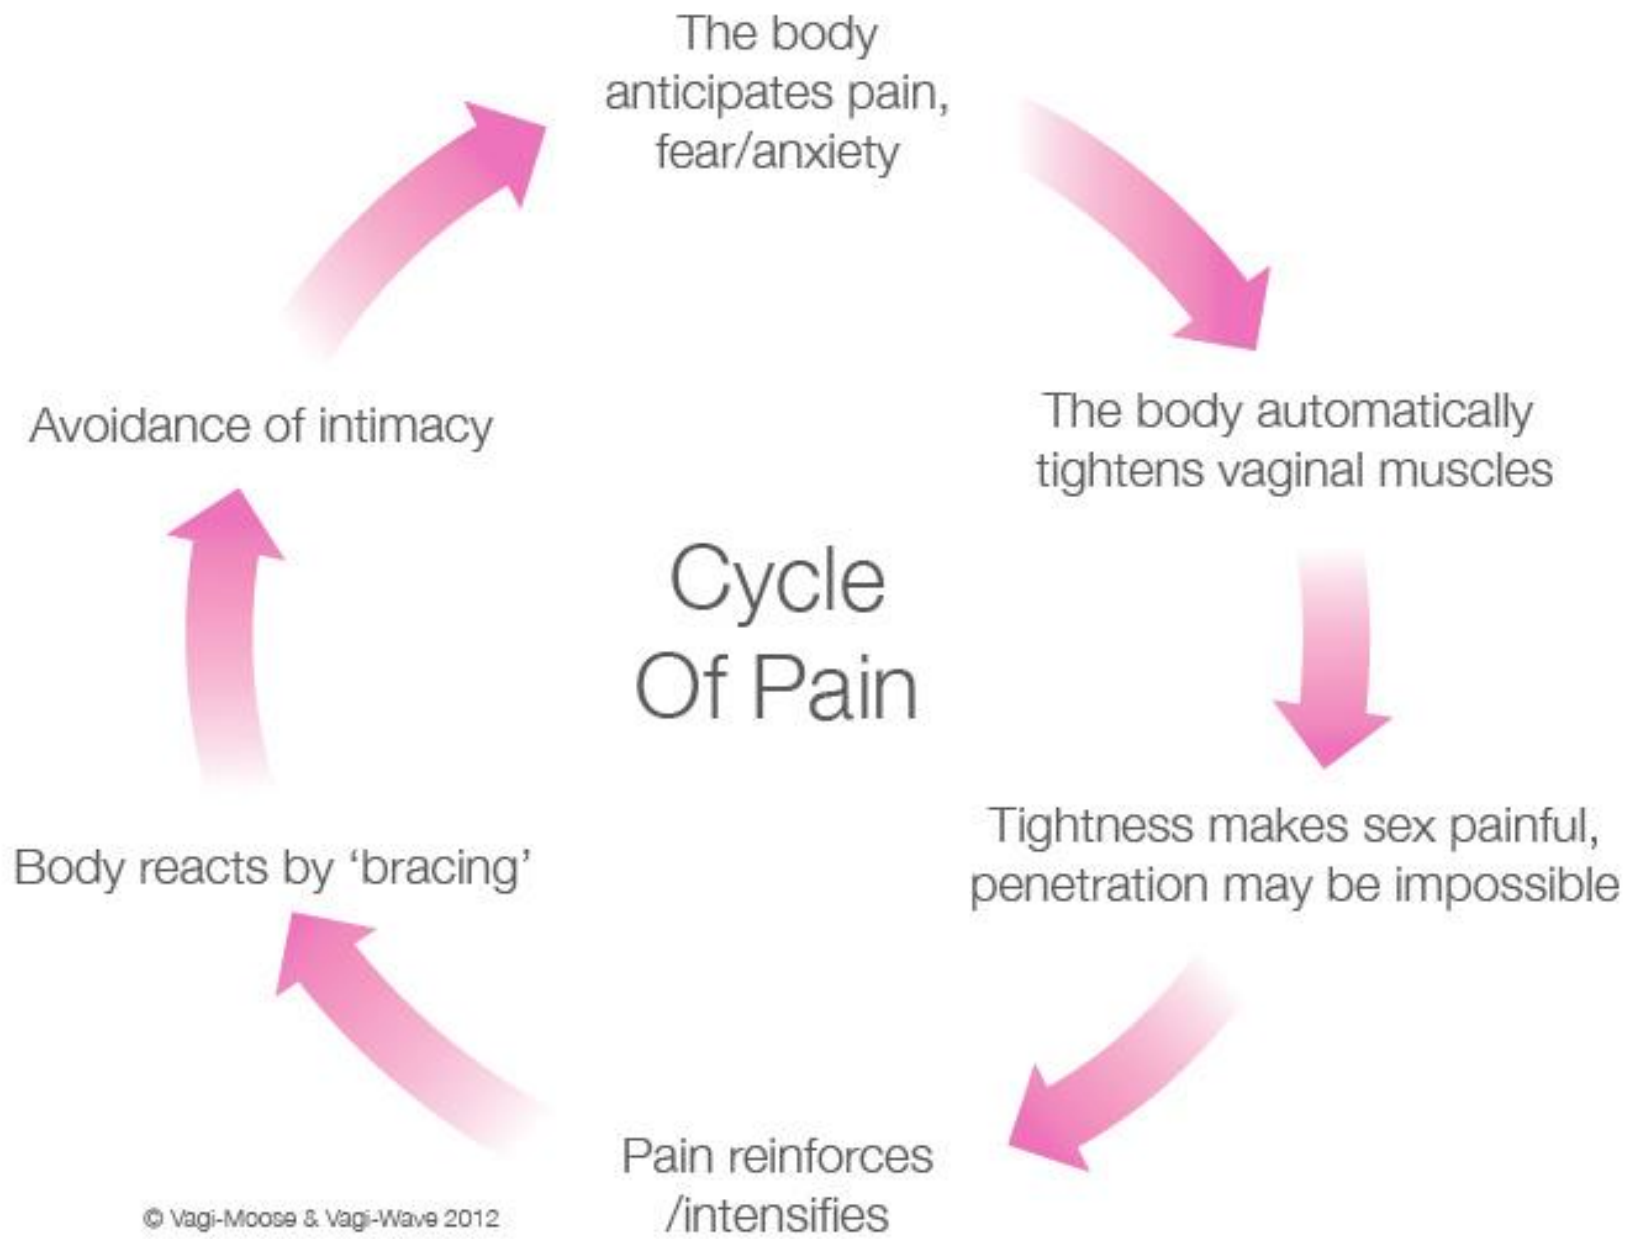 The body
anticipates pain,
fear/anxiety
The body automatically
tightens vaginal muscles
Tightness makes sex painful,
penetration may be impossible
Pain reinforces
/intensifies
Body reacts by ‘bracing’
Avoidance of intimacy
Cycle
Of Pain
© Vagi-Moose & Vagi-Wave 2012